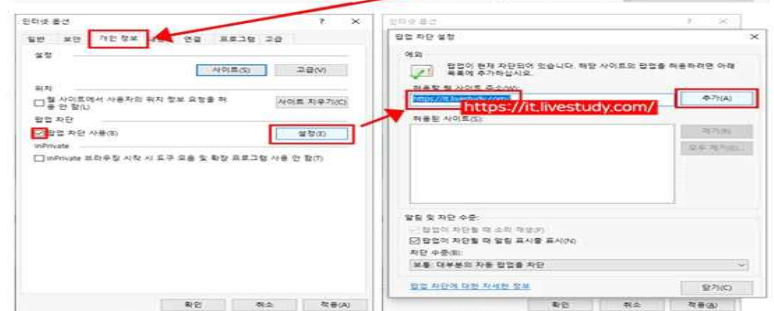 인터넷 옵션 ? ×
일반 보안 개인 정보 연결 프로그램 고급
설정
사이트(S) 고급(V)
위치
웹 사이트에서 사용자의 위치 정보 요청을 허용 안 함(L) 사이트 지우기(C)
팝업 차단
팝업 차단 사용(B) 설정(E)
InPrivate
InPrivate 브라우징 시작 시 도구 모음 및 확장 프로그램 사용 안 함(T)
확인 취소 적용(A)
인터넷 옵션 ? ×
팝업 차단 설정 ×
예외
팝업이 현재 차단되어 있습니다. 해당 사이트의 팝업을 허용하려면 아래
목록에 추가하십시오.
허용할 웹 사이트 주소(W):
https://it.livestudy.com/ 추가(A)
https://it.livestudy.com/
허용된 사이트(S):
제거(R)
모두 제거(E)...
알림 및 차단 수준:
팝업이 차단될 때 소리 재생(P)
팝업이 차단될 때 알림 표시줄 표시(N)
차단 수준(B):
보통: 대부분의 자동 팝업을 차단
팝업 차단에 대한 자세한 정보 닫기(C)
확인 취소 적용(A)